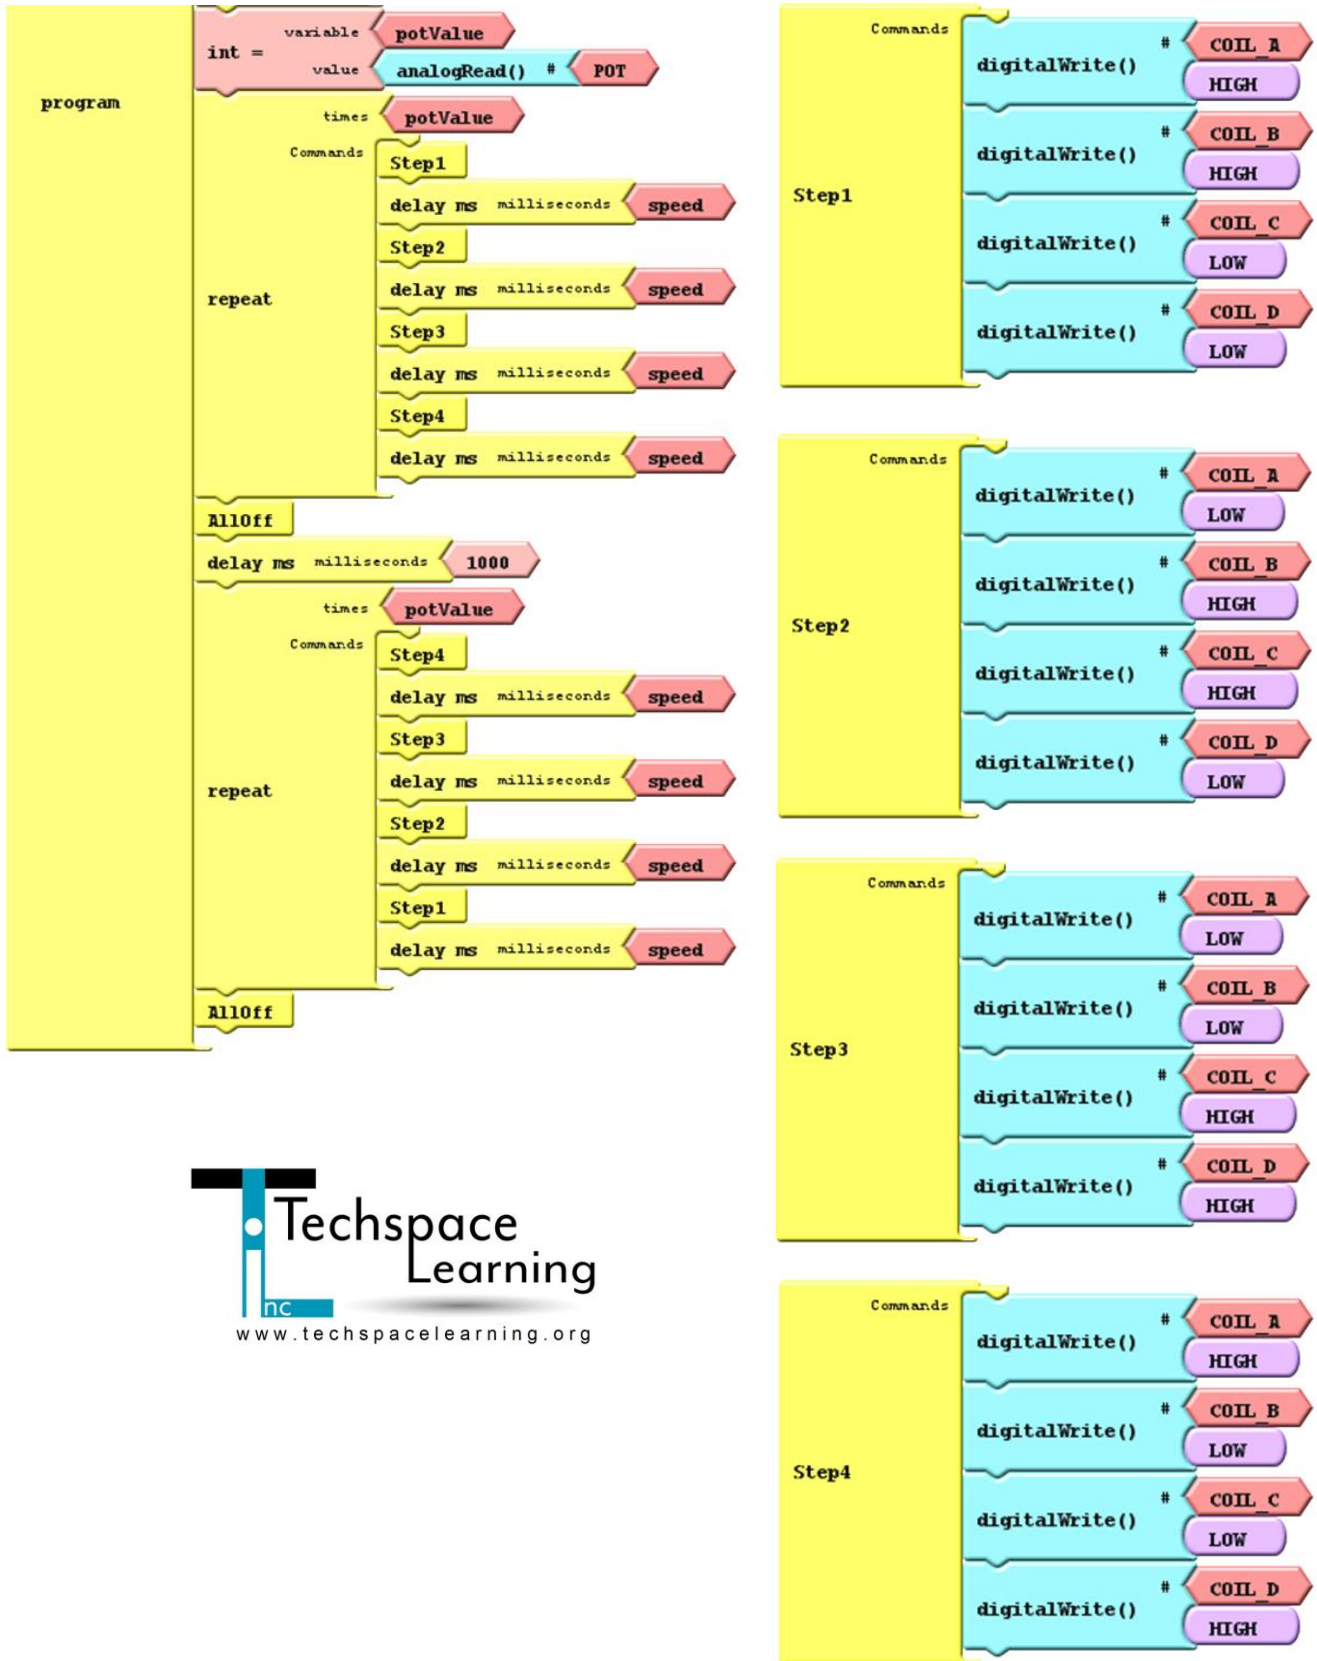 program
int =
variable potValue
value analogRead() # POT
times potValue
Commands
repeat
Step1
delay ms milliseconds speed
Step2
delay ms milliseconds speed
Step3
delay ms milliseconds speed
Step4
delay ms milliseconds speed
AllOff
delay ms milliseconds 1000
times potValue
Commands
repeat
Step4
delay ms milliseconds speed
Step3
delay ms milliseconds speed
Step2
delay ms milliseconds speed
Step1
delay ms milliseconds speed
AllOff
Techspace
Learning
nc
www.techspacelearning.org
Step1
Commands
digitalWrite() # COIL_A
HIGH
digitalWrite() # COIL_B
HIGH
digitalWrite() # COIL_C
LOW
digitalWrite() # COIL_D
LOW
Step2
Commands
digitalWrite() # COIL_A
LOW
digitalWrite() # COIL_B
HIGH
digitalWrite() # COIL_C
HIGH
digitalWrite() # COIL_D
LOW
Step3
Commands
digitalWrite() # COIL_A
LOW
digitalWrite() # COIL_B
LOW
digitalWrite() # COIL_C
HIGH
digitalWrite() # COIL_D
HIGH
Step4
Commands
digitalWrite() # COIL_A
HIGH
digitalWrite() # COIL_B
LOW
digitalWrite() # COIL_C
LOW
digitalWrite() # COIL_D
HIGH